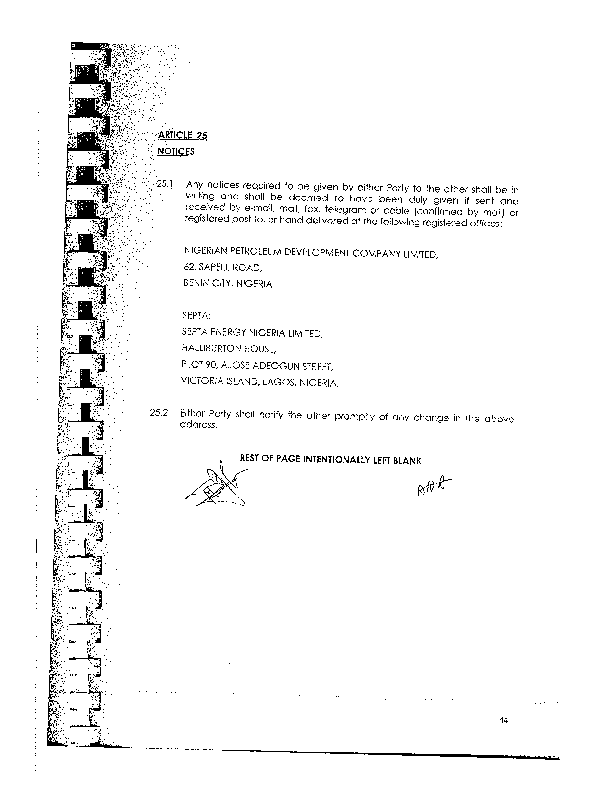 ARTICLE 25
NOTICES
25.1 Any notices required to be given by either Party to the other shall be in
writing and shall be deemed to have been duly given if sent and
received by e-mail, mail, fax, telegram or cable (confirmed by mail) or
registered post to, or hand delivered at the following registered offices:
NIGERIAN PETROLEUM DEVELOPMENT COMPANY LIMITED,
62, SAPELE ROAD,
BENIN CITY, NIGERIA
SEPTA:
SEPTA ENERGY NIGERIA LIMITED,
HALLIBURTON HOUSE,
PLOT 90, AJOSE ADEOGUN STREET,
VICTORIA ISLAND, LAGOS, NIGERIA.
25.2 Either Party shall notify the other promptly of any change in the above
address.
REST OF PAGE INTENTIONALLY LEFT BLANK
44